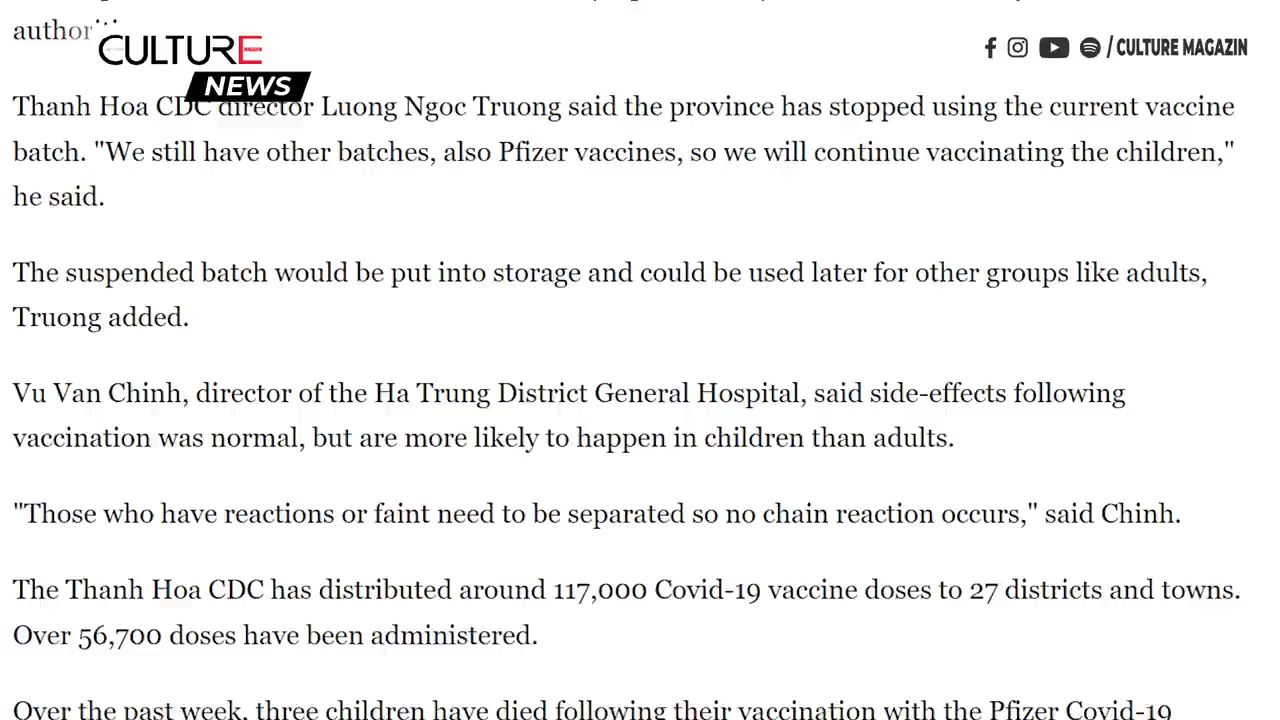 author
CULTURE
NEWS
/ CULTURE MAGAZIN
Thanh Hoa CDC director Luong Ngoc Truong said the province has stopped using the current vaccine
batch. "We still have other batches, also Pfizer vaccines, so we will continue vaccinating the children,"
he said.
The suspended batch would be put into storage and could be used later for other groups like adults,
Truong added.
Vu Van Chinh, director of the Ha Trung District General Hospital, said side-effects following
vaccination was normal, but are more likely to happen in children than adults.
"Those who have reactions or faint need to be separated so no chain reaction occurs," said Chinh.
The Thanh Hoa CDC has distributed around 117,000 Covid-19 vaccine doses to 27 districts and towns.
Over 56,700 doses have been administered.
Over the past week, three children have died following their vaccination with the Pfizer Covid-19